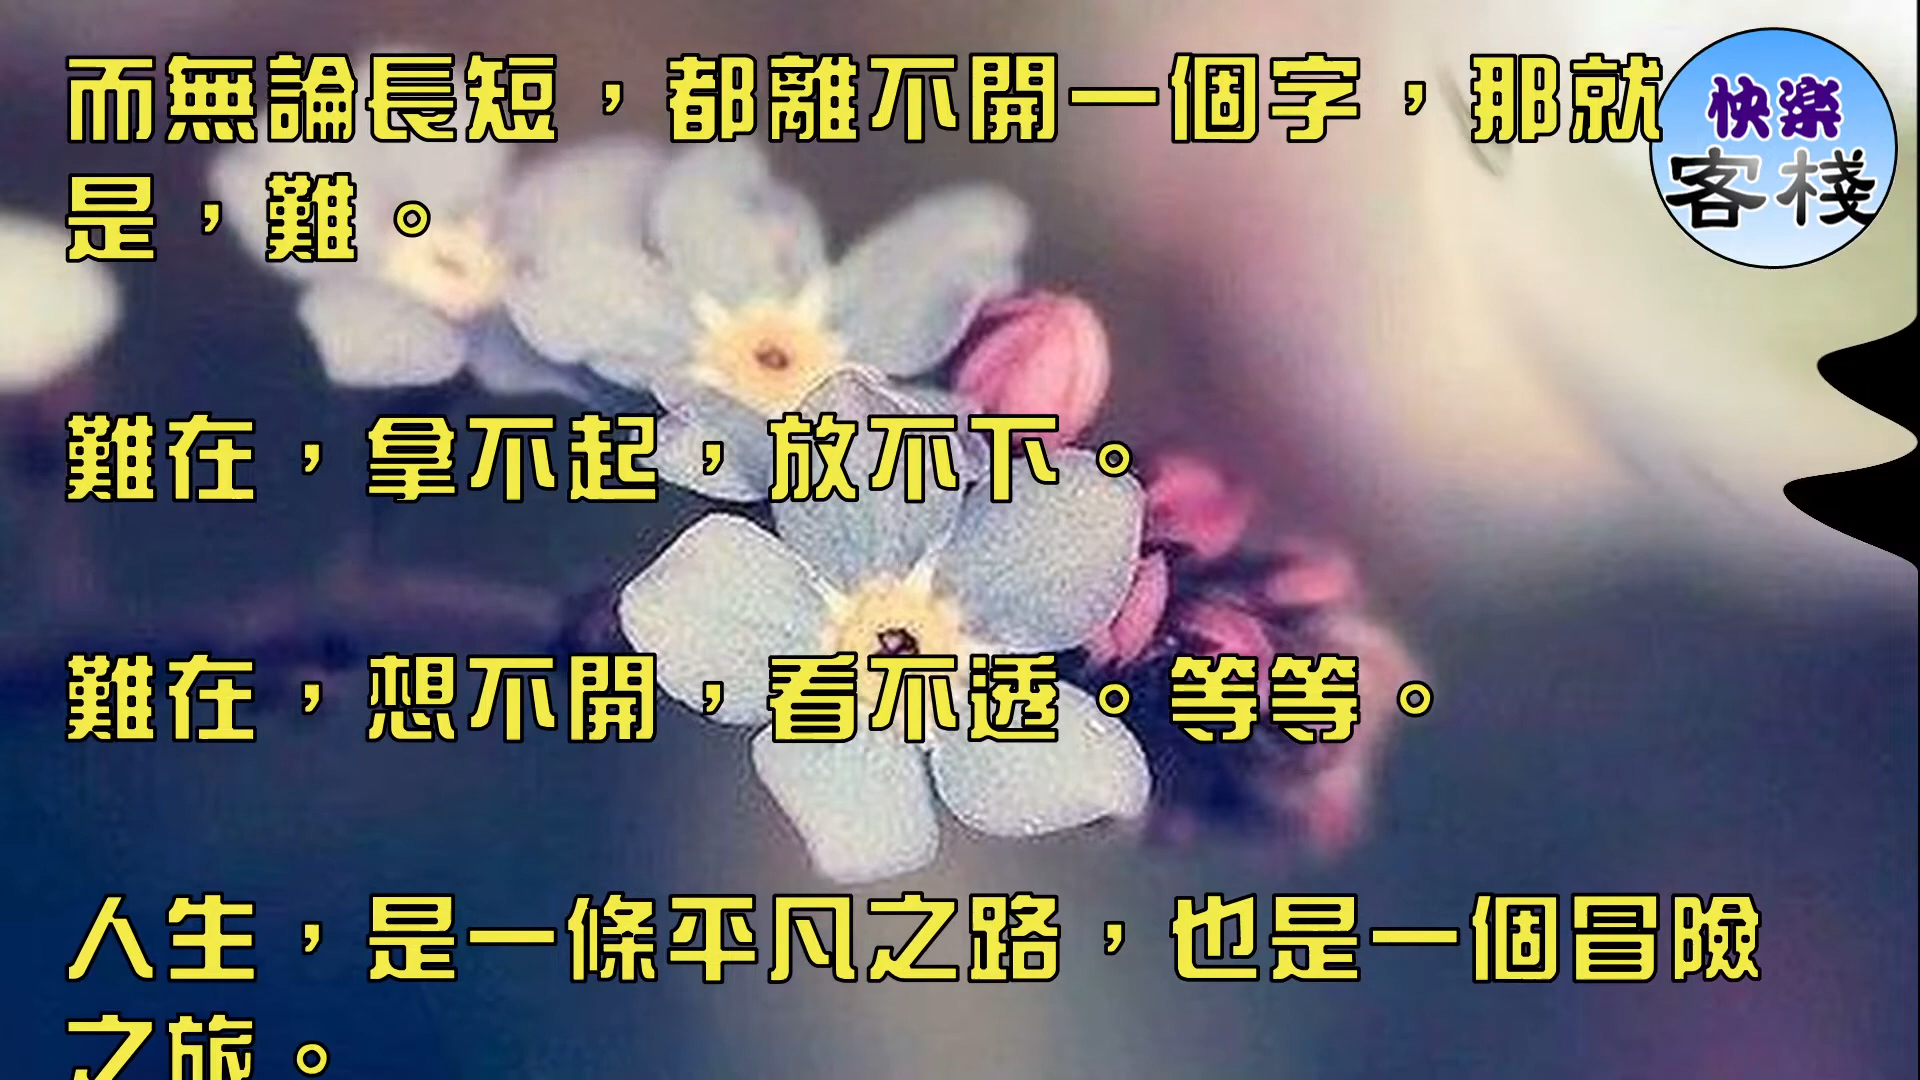 而無論長短，都離不開一個字，那就
是，難。
快樂
客棧
難在，拿不起，放不下。
難在，想不開，看不透。等等。
人生，是一條平凡之路，也是一個冒險
之旅。